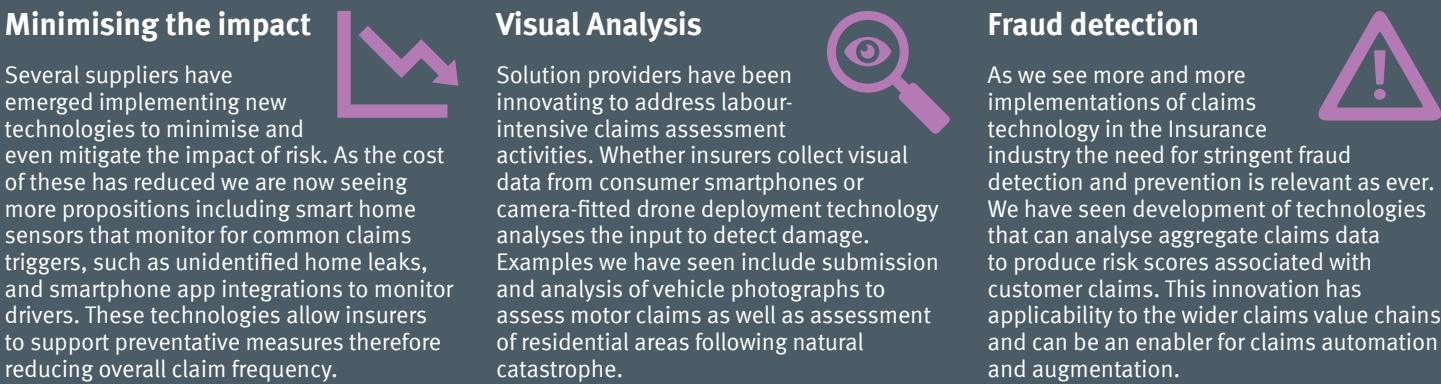 Minimising the impact
Several suppliers have
emerged implementing new
technologies to minimise and
even mitigate the impact of risk. As the cost
of these has reduced we are now seeing
more propositions including smart home
sensors that monitor for common claims
triggers, such as unidentified home leaks,
and smartphone app integrations to monitor
drivers. These technologies allow insurers
to support preventative measures therefore
reducing overall claim frequency.
Visual Analysis
Solution providers have been
innovating to address labour-
intensive claims assessment
activities. Whether insurers collect visual
data from consumer smartphones or
camera-fitted drone deployment technology
analyses the input to detect damage.
Examples we have seen include submission
and analysis of vehicle photographs to
assess motor claims as well as assessment
of residential areas following natural
catastrophe.
Fraud detection
As we see more and more
implementations of claims
technology in the Insurance
industry the need for stringent fraud
detection and prevention is relevant as ever.
We have seen development of technologies
that can analyse aggregate claims data
to produce risk scores associated with
customer claims. This innovation has
applicability to the wider claims value chains
and can be an enabler for claims automation
and augmentation.